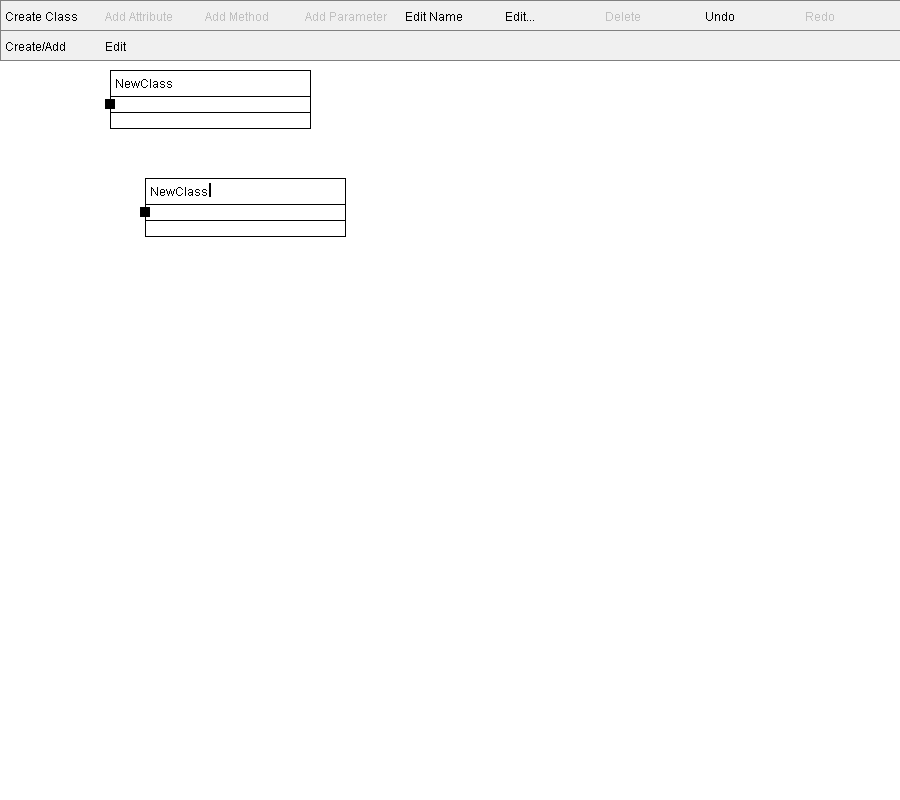 Create Class Add Attribute Add Method Add Parameter Edit Name Edit... Delete Undo Redo
Create/Add Edit
NewClass
NewClass